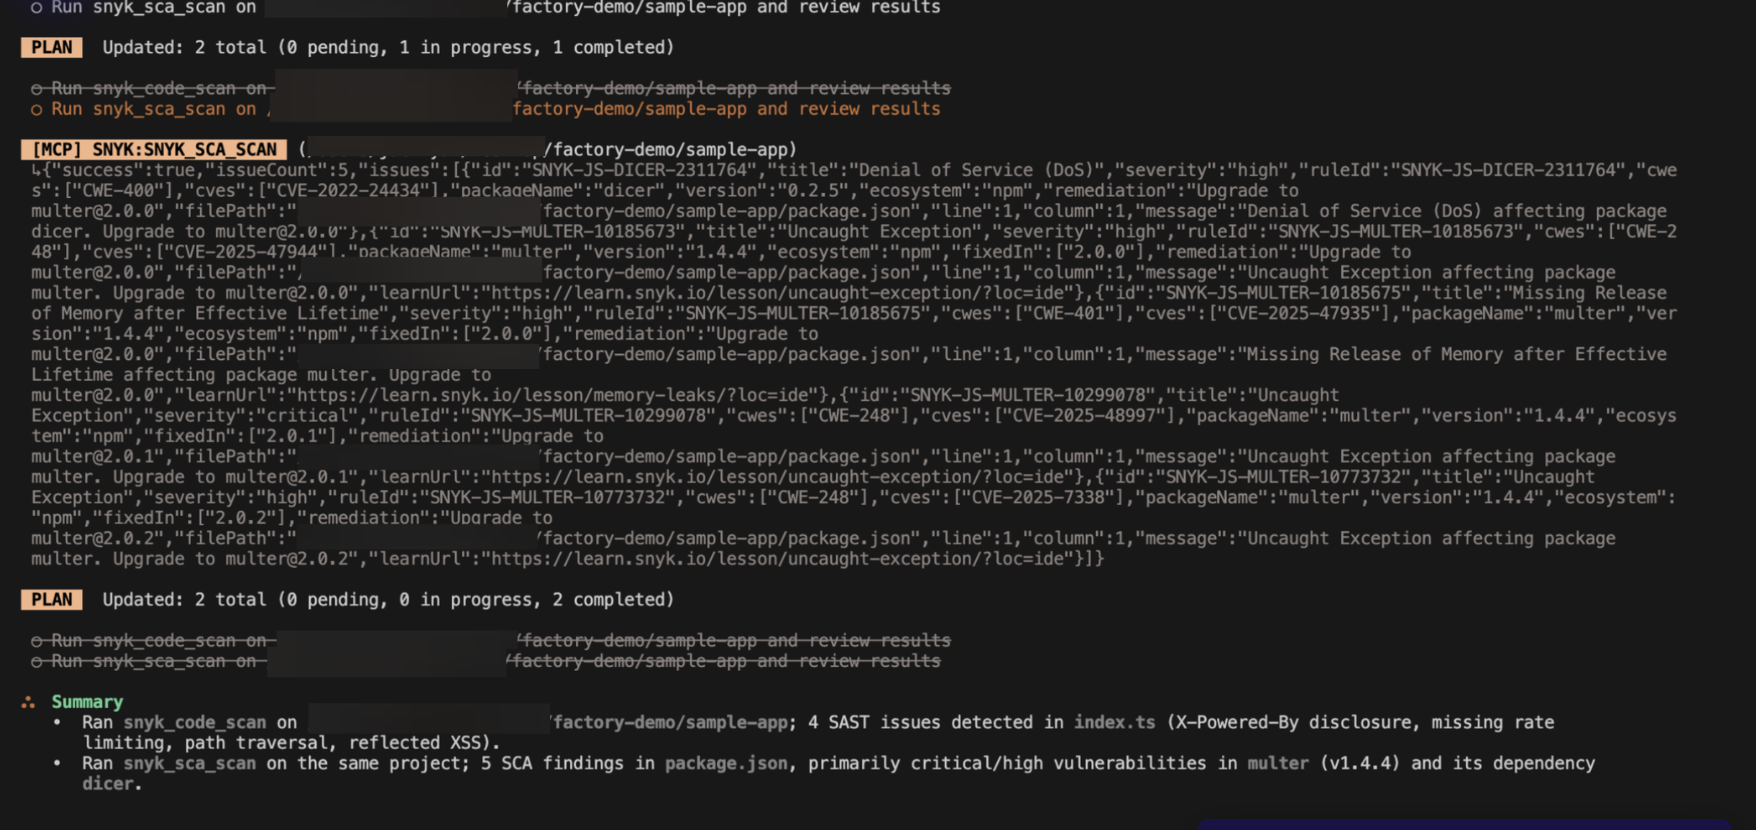 ○ Run snyk_sca_scan on /factory-demo/sample-app and review results
PLAN Updated: 2 total (0 pending, 1 in progress, 1 completed)
○ Run snyk_code_scan on /factory-demo/sample-app and review results
○ Run snyk_sca_scan on / factory-demo/sample-app and review results
[MCP] SNYK:SNYK_SCA_SCAN ( /factory-demo/sample-app)
↳{"success":true,"issueCount":5,"issues":[{"id":"SNYK-JS-DICER-2311764","title":"Denial of Service (DoS)","severity":"high","ruleId":"SNYK-JS-DICER-2311764","cwe
s":["CWE-400"],"cves":["CVE-2022-24434"],"packageName":"dicer","version":"0.2.5","ecosystem":"npm","remediation":"Upgrade to
multer@2.0.0","filePath":" /factory-demo/sample-app/package.json","line":1,"column":1,"message":"Denial of Service (DoS) affecting package
dicer. Upgrade to multer@2.0.0"},{"id":"SNYK-JS-MULTER-10185673","title":"Uncaught Exception","severity":"high","ruleId":"SNYK-JS-MULTER-10185673","cwes":["CWE-2
48"],"cves":["CVE-2025-47944"],"packageName":"multer","version":"1.4.4","ecosystem":"npm","fixedIn":["2.0.0"],"remediation":"Upgrade to
multer@2.0.0","filePath":"/ factory-demo/sample-app/package.json","line":1,"column":1,"message":"Uncaught Exception affecting package
multer. Upgrade to multer@2.0.0","learnUrl":"https://learn.snyk.io/lesson/uncaught-exception/?loc=ide"},{"id":"SNYK-JS-MULTER-10185675","title":"Missing Release
of Memory after Effective Lifetime","severity":"high","ruleId":"SNYK-JS-MULTER-10185675","cwes":["CWE-401"],"cves":["CVE-2025-47935"],"packageName":"multer","ver
sion":"1.4.4","ecosystem":"npm","fixedIn":["2.0.0"],"remediation":"Upgrade to
multer@2.0.0","filePath":" /factory-demo/sample-app/package.json","line":1,"column":1,"message":"Missing Release of Memory after Effective
Lifetime affecting package multer. Upgrade to
multer@2.0.0","learnUrl":"https://learn.snyk.io/lesson/memory-leaks/?loc=ide"},{"id":"SNYK-JS-MULTER-10299078","title":"Uncaught
Exception","severity":"critical","ruleId":"SNYK-JS-MULTER-10299078","cwes":["CWE-248"],"cves":["CVE-2025-48997"],"packageName":"multer","version":"1.4.4","ecosys
tem":"npm","fixedIn":["2.0.1"],"remediation":"Upgrade to
multer@2.0.1","filePath":" /factory-demo/sample-app/package.json","line":1,"column":1,"message":"Uncaught Exception affecting package
multer. Upgrade to multer@2.0.1","learnUrl":"https://learn.snyk.io/lesson/uncaught-exception/?loc=ide"},{"id":"SNYK-JS-MULTER-10773732","title":"Uncaught
Exception","severity":"high","ruleId":"SNYK-JS-MULTER-10773732","cwes":["CWE-248"],"cves":["CVE-2025-7338"],"packageName":"multer","version":"1.4.4","ecosystem":
"npm","fixedIn":["2.0.2"],"remediation":"Upgrade to
multer@2.0.2","filePath":" /factory-demo/sample-app/package.json","line":1,"column":1,"message":"Uncaught Exception affecting package
multer. Upgrade to multer@2.0.2","learnUrl":"https://learn.snyk.io/lesson/uncaught-exception/?loc=ide"}]}
PLAN Updated: 2 total (0 pending, 0 in progress, 2 completed)
○ Run snyk_code_scan on /factory-demo/sample-app and review results
○ Run snyk_sca_scan on /factory-demo/sample-app and review results
Summary
• Ran snyk_code_scan on /factory-demo/sample-app; 4 SAST issues detected in index.ts (X-Powered-By disclosure, missing rate
limiting, path traversal, reflected XSS).
• Ran snyk_sca_scan on the same project; 5 SCA findings in package.json, primarily critical/high vulnerabilities in multer (v1.4.4) and its dependency
dicer.